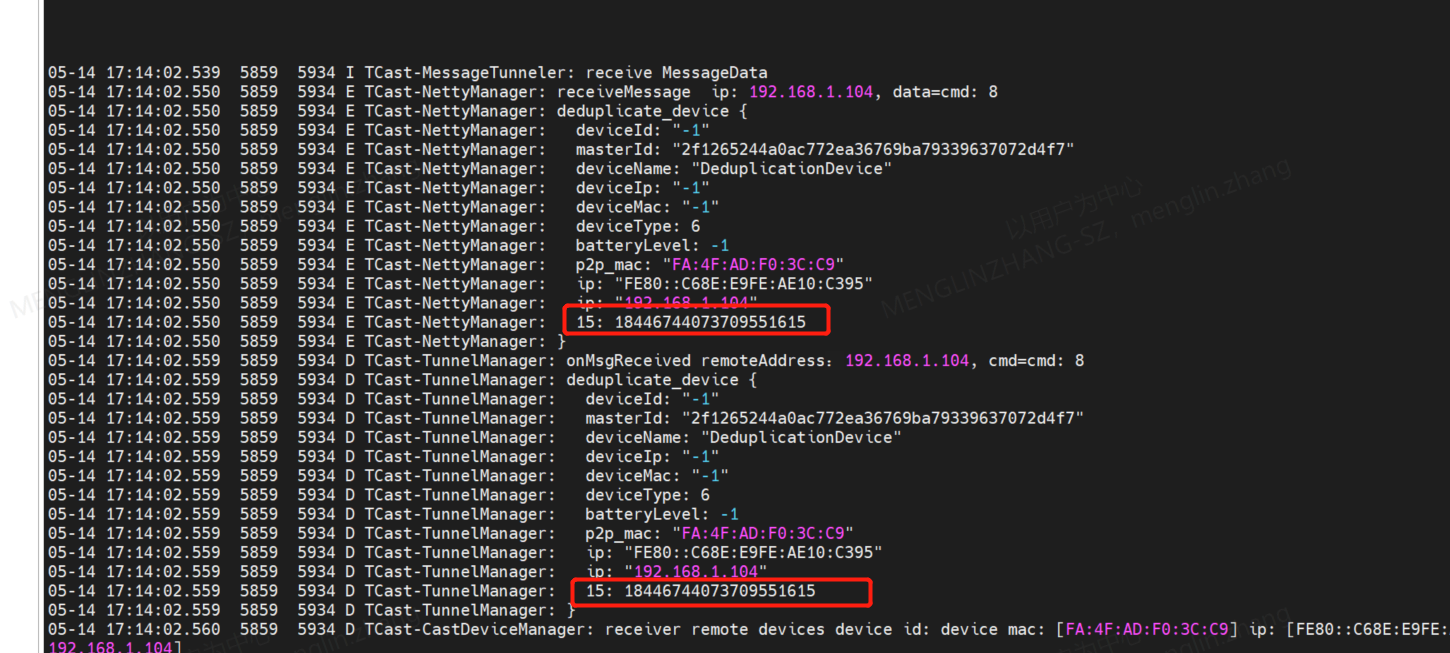 05-14 17:14:02.539  5859  5934 I TCast-MessageTunneler: receive MessageData
05-14 17:14:02.550  5859  5934 E TCast-NettyManager: receiveMessage  ip: 192.168.1.104, data=cmd: 8
05-14 17:14:02.550  5859  5934 E TCast-NettyManager: deduplicate_device {
05-14 17:14:02.550  5859  5934 E TCast-NettyManager:   deviceId: "-1"
05-14 17:14:02.550  5859  5934 E TCast-NettyManager:   masterId: "2f1265244a0ac772ea36769ba79339637072d4f7"
05-14 17:14:02.550  5859  5934 E TCast-NettyManager:   deviceName: "DeduplicationDevice"
05-14 17:14:02.550  5859  5934 E TCast-NettyManager:   deviceIp: "-1"
05-14 17:14:02.550  5859  5934 E TCast-NettyManager:   deviceMac: "-1"
05-14 17:14:02.550  5859  5934 E TCast-NettyManager:   deviceType: 6
05-14 17:14:02.550  5859  5934 E TCast-NettyManager:   batteryLevel: -1
05-14 17:14:02.550  5859  5934 E TCast-NettyManager:   p2p_mac: "FA:4F:AD:F0:3C:C9"
05-14 17:14:02.550  5859  5934 E TCast-NettyManager:   ip: "FE80::C68E:E9FE:AE10:C395"
05-14 17:14:02.550  5859  5934 E TCast-NettyManager:   ip: "192.168.1.104"
05-14 17:14:02.550  5859  5934 E TCast-NettyManager:   15: 18446744073709551615
05-14 17:14:02.550  5859  5934 E TCast-NettyManager: }
05-14 17:14:02.559  5859  5934 D TCast-TunnelManager: onMsgReceived remoteAddress：192.168.1.104, cmd=cmd: 8
05-14 17:14:02.559  5859  5934 D TCast-TunnelManager: deduplicate_device {
05-14 17:14:02.559  5859  5934 D TCast-TunnelManager:   deviceId: "-1"
05-14 17:14:02.559  5859  5934 D TCast-TunnelManager:   masterId: "2f1265244a0ac772ea36769ba79339637072d4f7"
05-14 17:14:02.559  5859  5934 D TCast-TunnelManager:   deviceName: "DeduplicationDevice"
05-14 17:14:02.559  5859  5934 D TCast-TunnelManager:   deviceIp: "-1"
05-14 17:14:02.559  5859  5934 D TCast-TunnelManager:   deviceMac: "-1"
05-14 17:14:02.559  5859  5934 D TCast-TunnelManager:   deviceType: 6
05-14 17:14:02.559  5859  5934 D TCast-TunnelManager:   batteryLevel: -1
05-14 17:14:02.559  5859  5934 D TCast-TunnelManager:   p2p_mac: "FA:4F:AD:F0:3C:C9"
05-14 17:14:02.559  5859  5934 D TCast-TunnelManager:   ip: "FE80::C68E:E9FE:AE10:C395"
05-14 17:14:02.559  5859  5934 D TCast-TunnelManager:   ip: "192.168.1.104"
05-14 17:14:02.559  5859  5934 D TCast-TunnelManager:   15: 18446744073709551615
05-14 17:14:02.559  5859  5934 D TCast-TunnelManager: }
05-14 17:14:02.560  5859  5934 D TCast-CastDeviceManager: receiver remote devices device id: device mac: [FA:4F:AD:F0:3C:C9] ip: [FE80::C68E:E9FE:
192.168.1.104]
以用户为中心
MENGLINZHANG-SZ, menglin.zhang